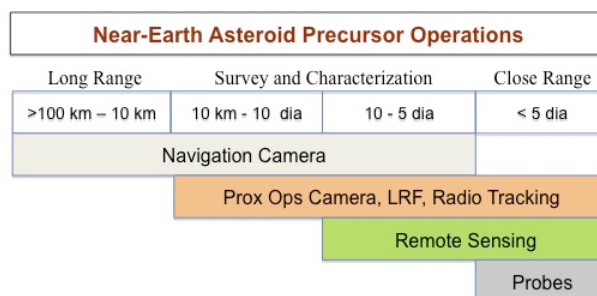 Near-Earth Asteroid Precursor Operations
Long Range Survey and Characterization Close Range
>100 km – 10 km 10 km - 10 dia 10 - 5 dia < 5 dia
Navigation Camera
Prox Ops Camera, LRF, Radio Tracking
Remote Sensing
Probes